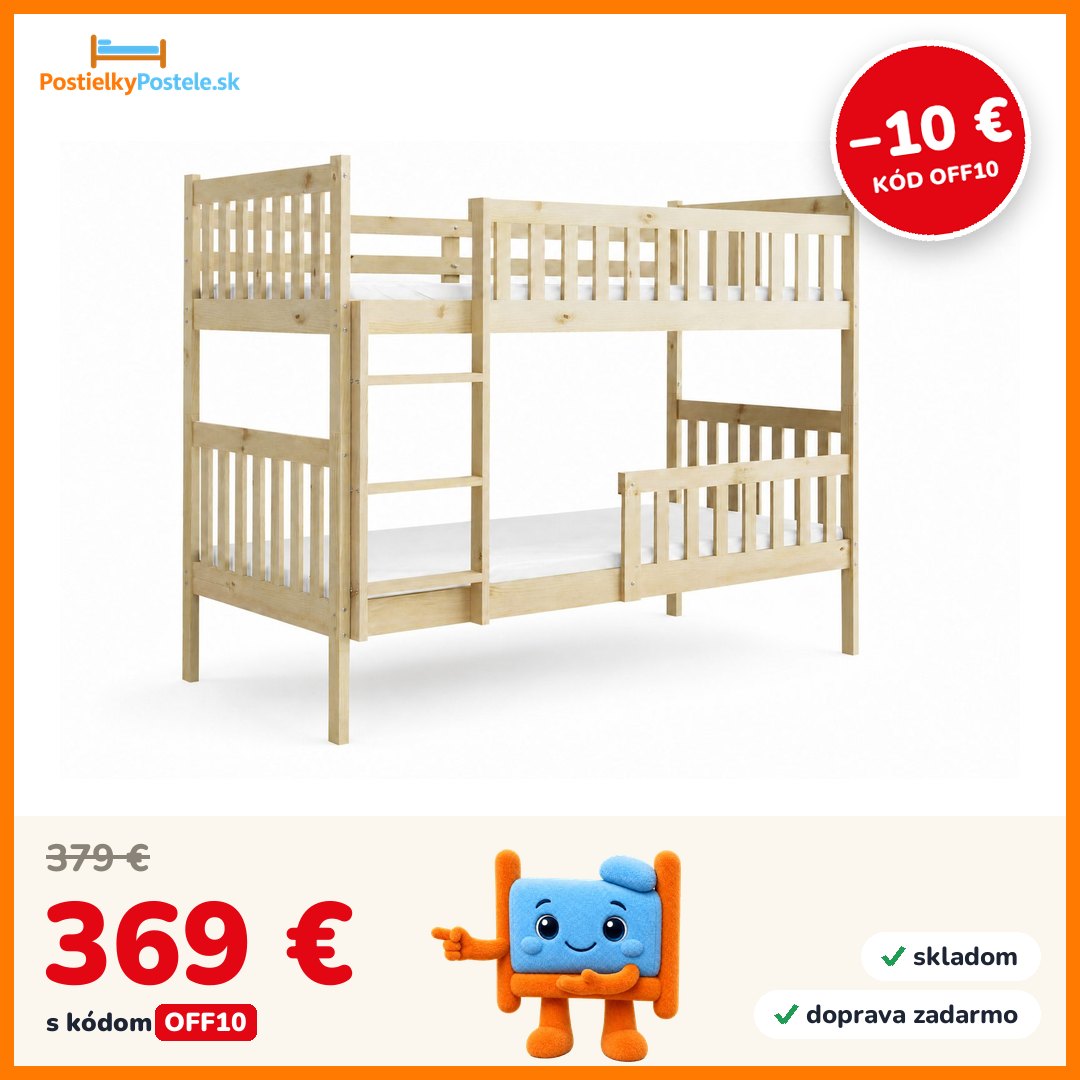 PostielkyPostele.sk
–10 €
KÓD OFF10
379 €
369 €
s kódom OFF10
✓ skladom
✓ doprava zadarmo